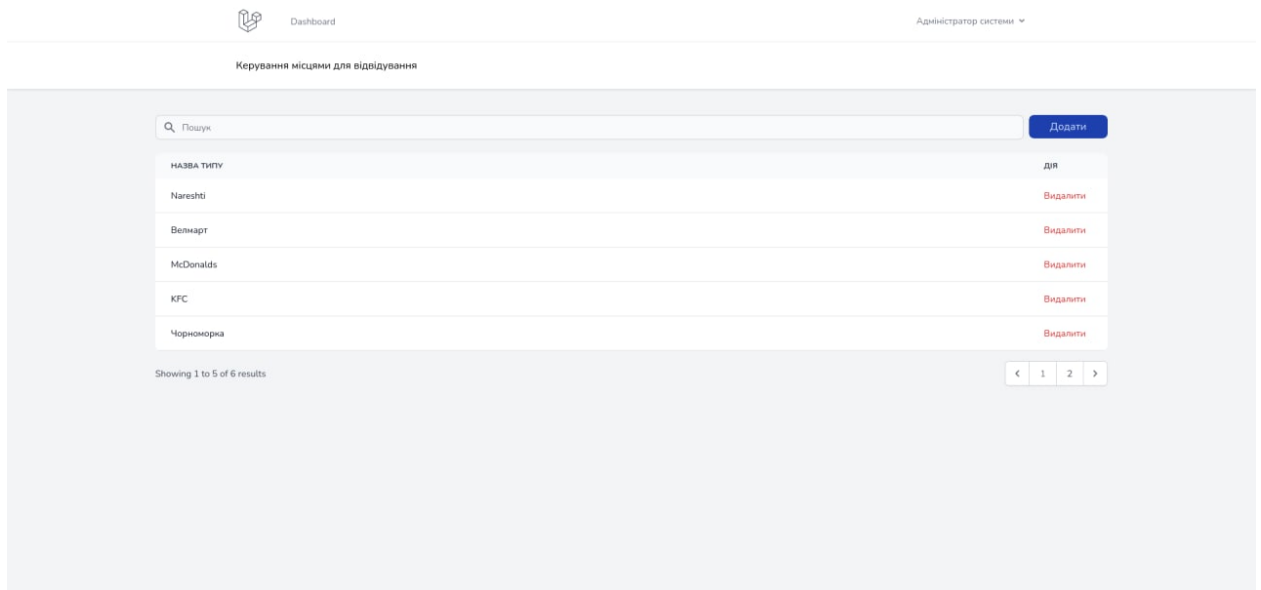 Dashboard Адміністратор системи
Керування місцями для відвідування
Пошук Додати
НАЗВА ТИПУ ДІЯ
Nareshti Видалити
Велмарт Видалити
McDonalds Видалити
KFC Видалити
Чорноморка Видалити
Showing 1 to 5 of 6 results 1 2